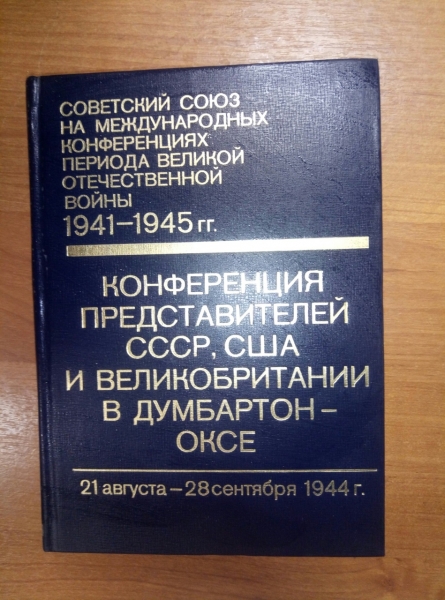 СОВЕТСКИЙ СОЮЗ
НА МЕЖДУНАРОДНЫХ
КОНФЕРЕНЦИЯХ
ПЕРИОДА ВЕЛИКОЙ
ОТЕЧЕСТВЕННОЙ
ВОЙНЫ
1941–1945 гг.
КОНФЕРЕНЦИЯ
ПРЕДСТАВИТЕЛЕЙ
СССР, США
И ВЕЛИКОБРИТАНИИ
В ДУМБАРТОН–
ОКСЕ
21 августа – 28 сентября 1944 г.